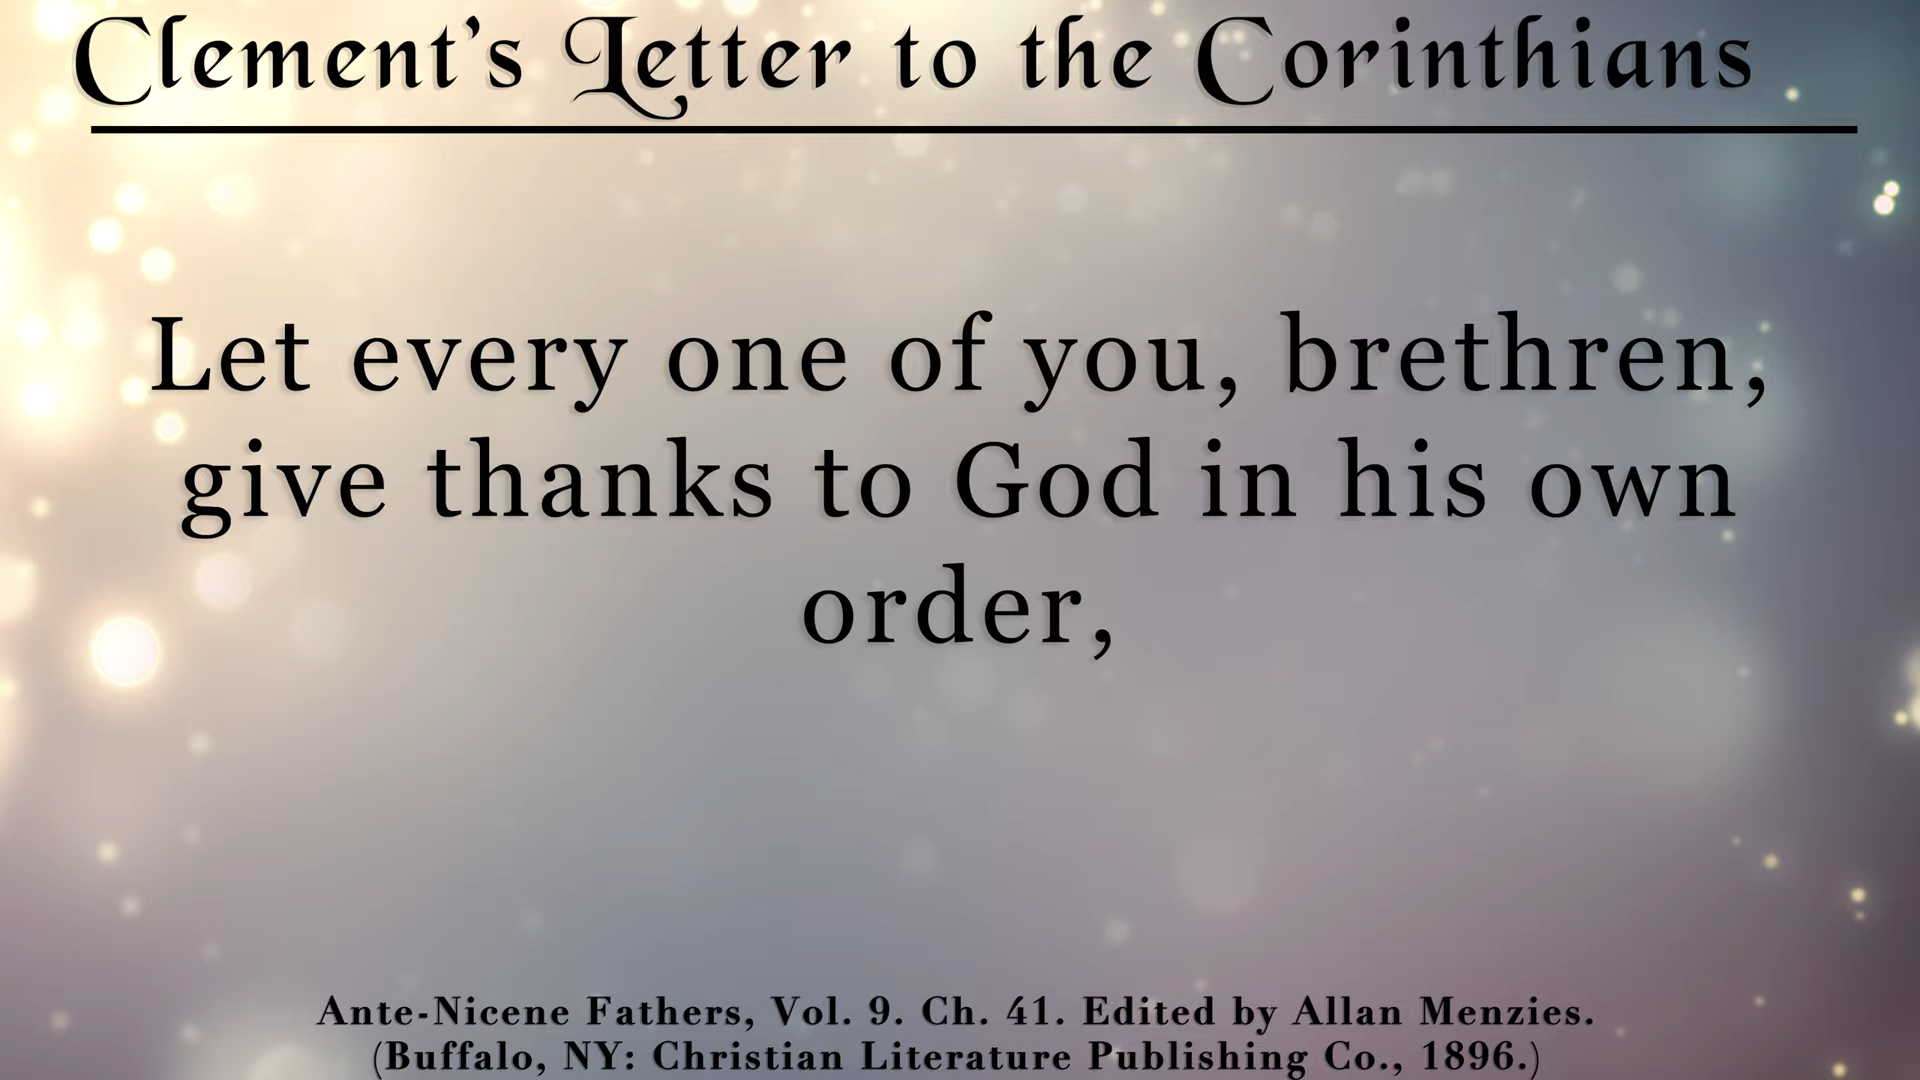 Clement's Letter to the Corinthians
Let every one of you, brethren,
give thanks to God in his own
order,
Ante-Nicene Fathers, Vol. 9. Ch. 41. Edited by Allan Menzies.
(Buffalo, NY: Christian Literature Publishing Co., 1896.)